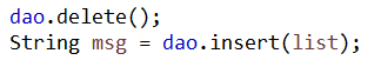 dao.delete();
String msg = dao.insert(list);